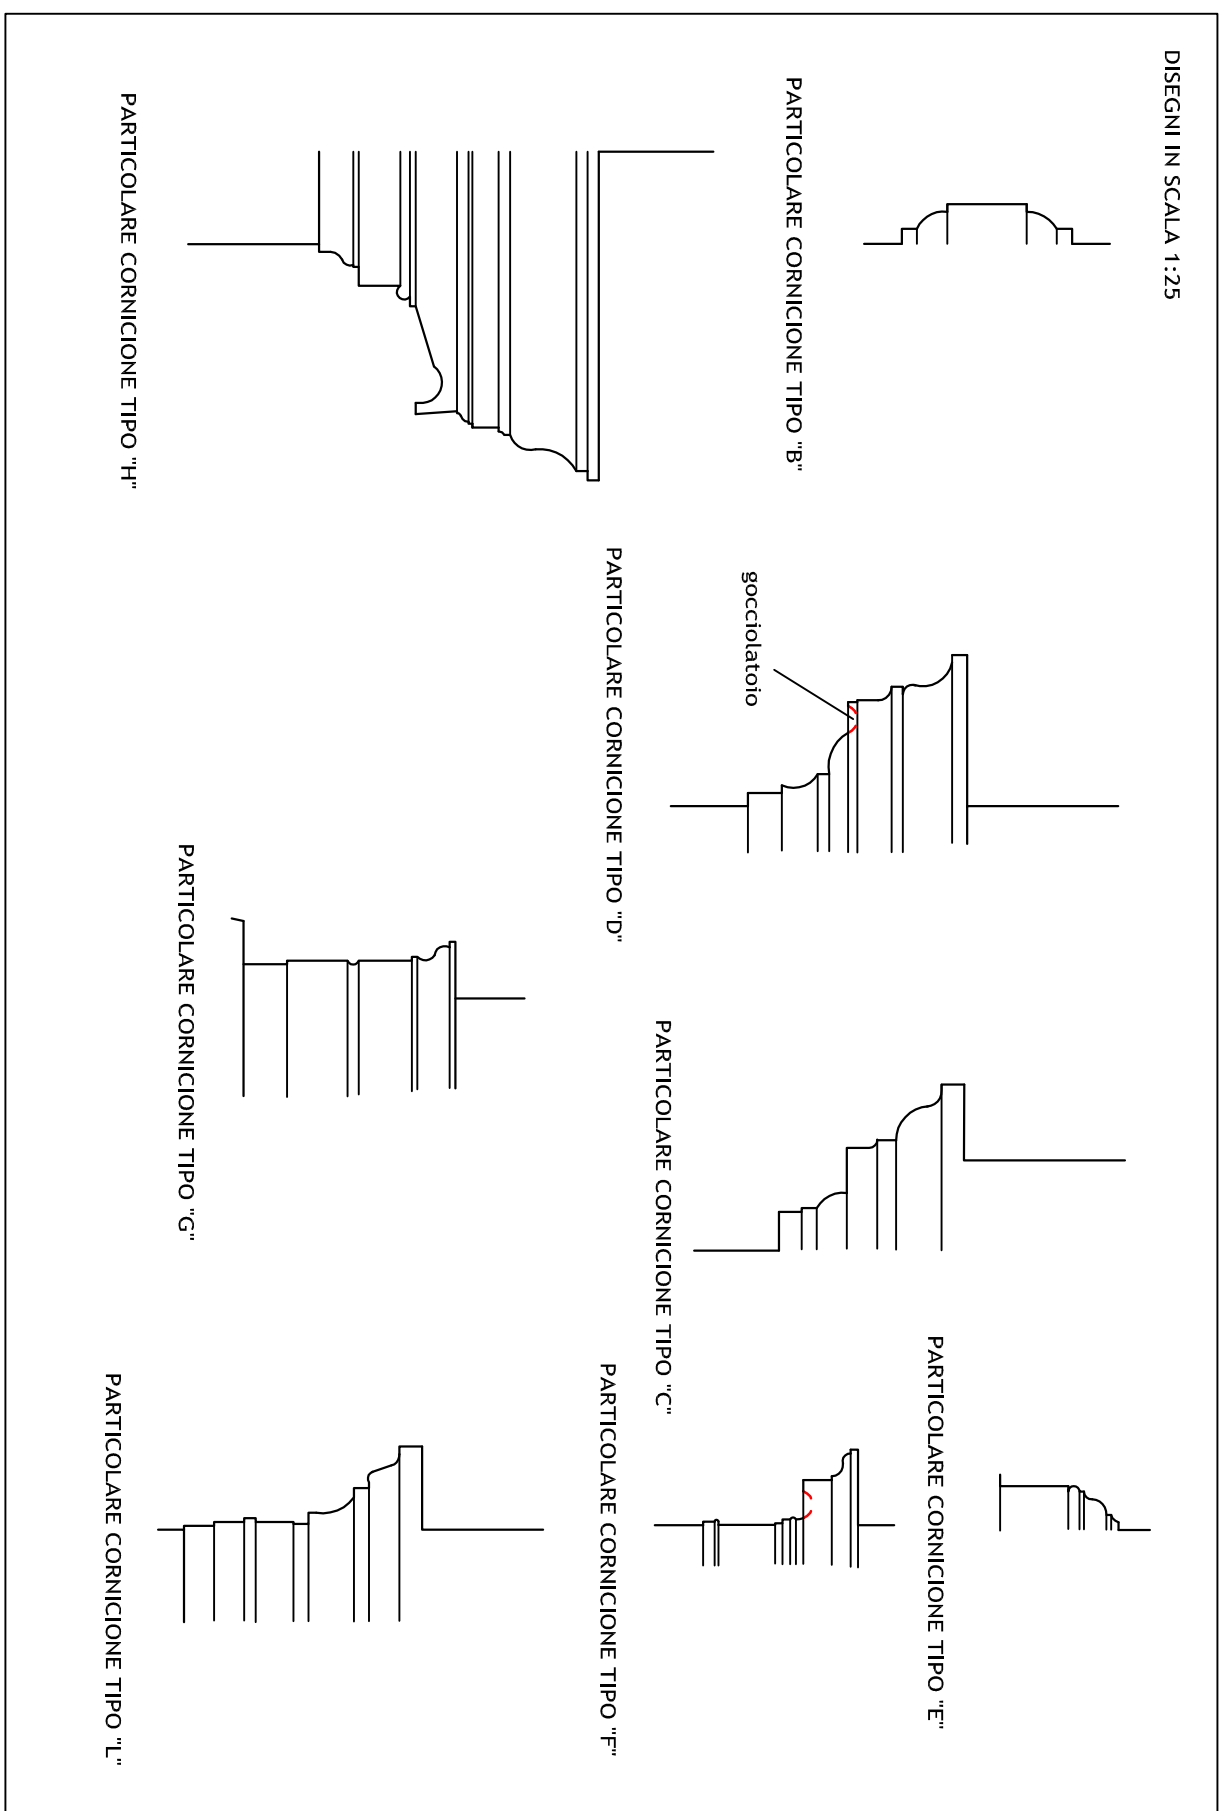 DISEGNI IN SCALA 1:25
PARTICOLARE CORNICIONE TIPO "B"
PARTICOLARE CORNICIONE TIPO "E"
gocciolatoio
PARTICOLARE CORNICIONE TIPO "C"
PARTICOLARE CORNICIONE TIPO "D"
PARTICOLARE CORNICIONE TIPO "F"
PARTICOLARE CORNICIONE TIPO "G"
PARTICOLARE CORNICIONE TIPO "H"
PARTICOLARE CORNICIONE TIPO "L"